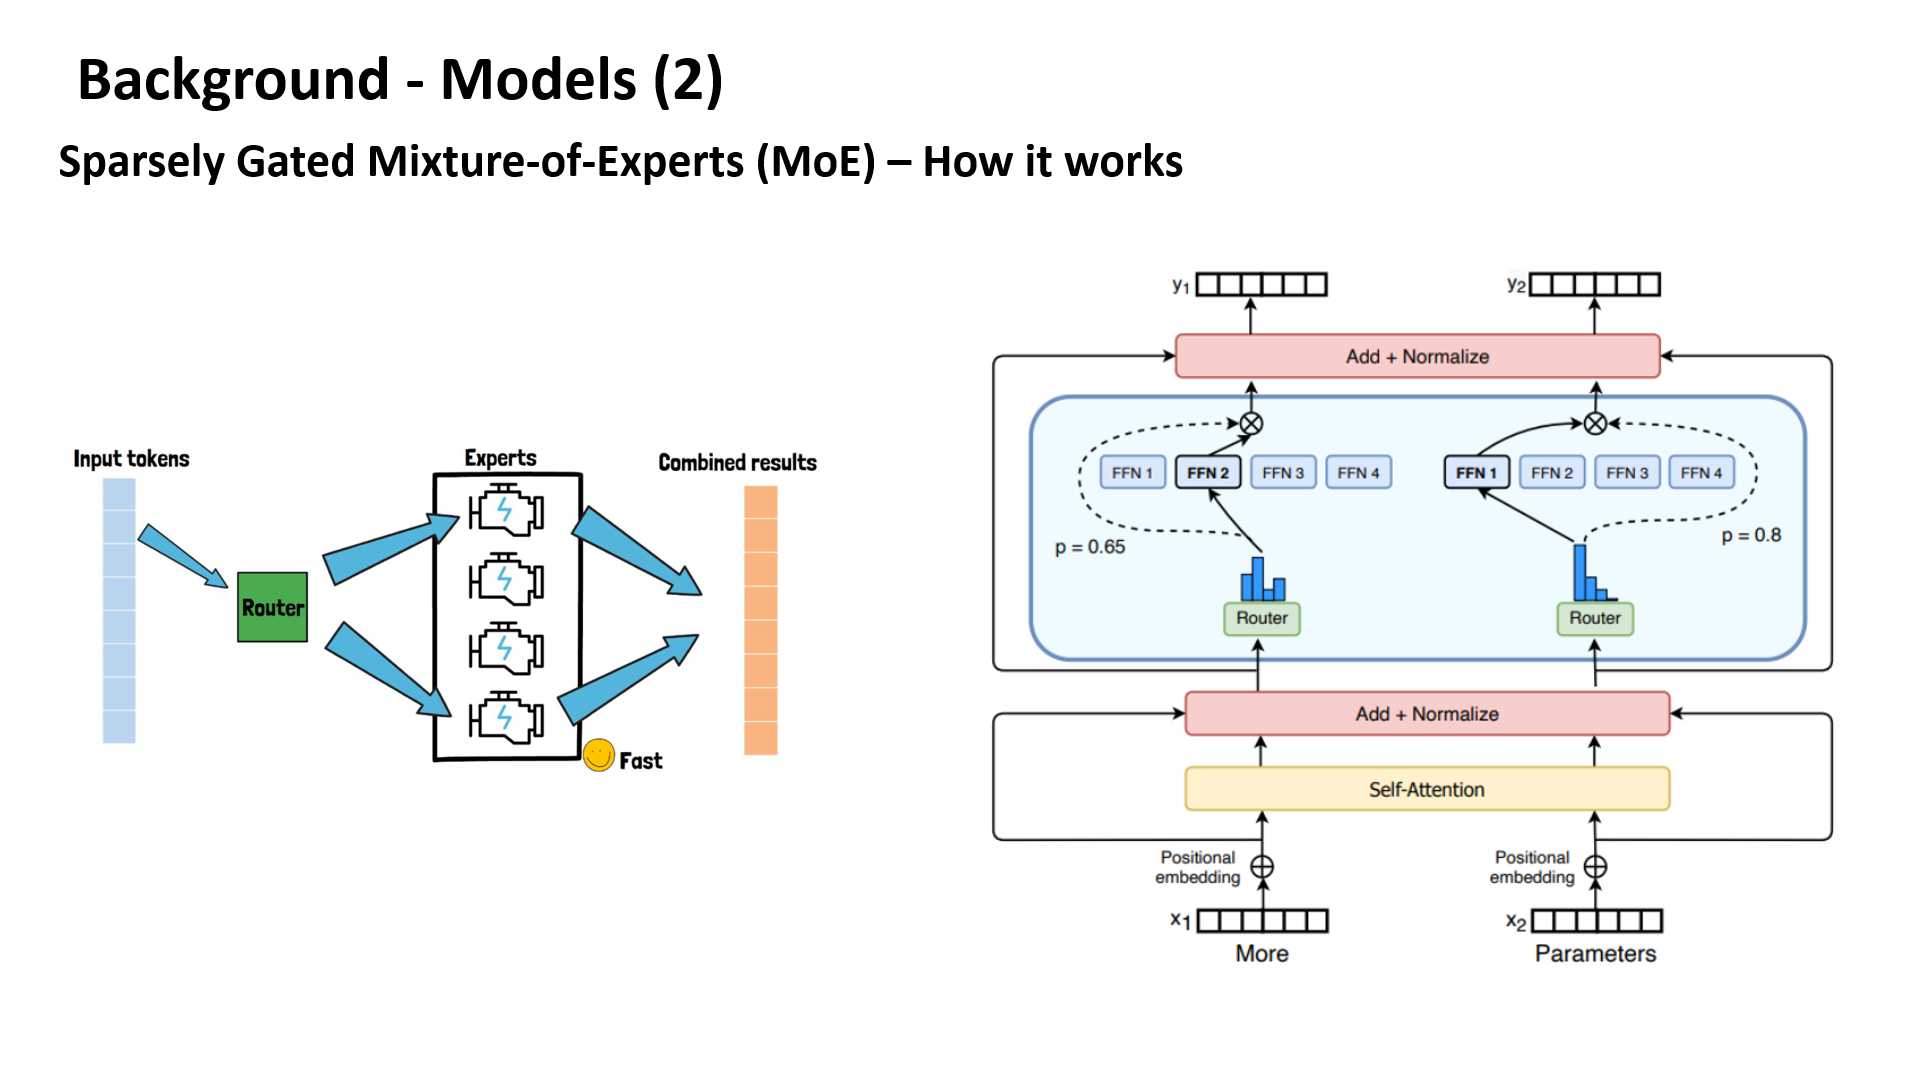 Background - Models (2)
Sparsely Gated Mixture-of-Experts (MoE) – How it works
Input tokens
Router
Experts
Fast
Combined results
y1
y2
Add + Normalize
FFN 1
FFN 2
FFN 3
FFN 4
FFN 1
FFN 2
FFN 3
FFN 4
p = 0.65
p = 0.8
Router
Router
Add + Normalize
Self-Attention
Positional
embedding
Positional
embedding
x1
x2
More
Parameters